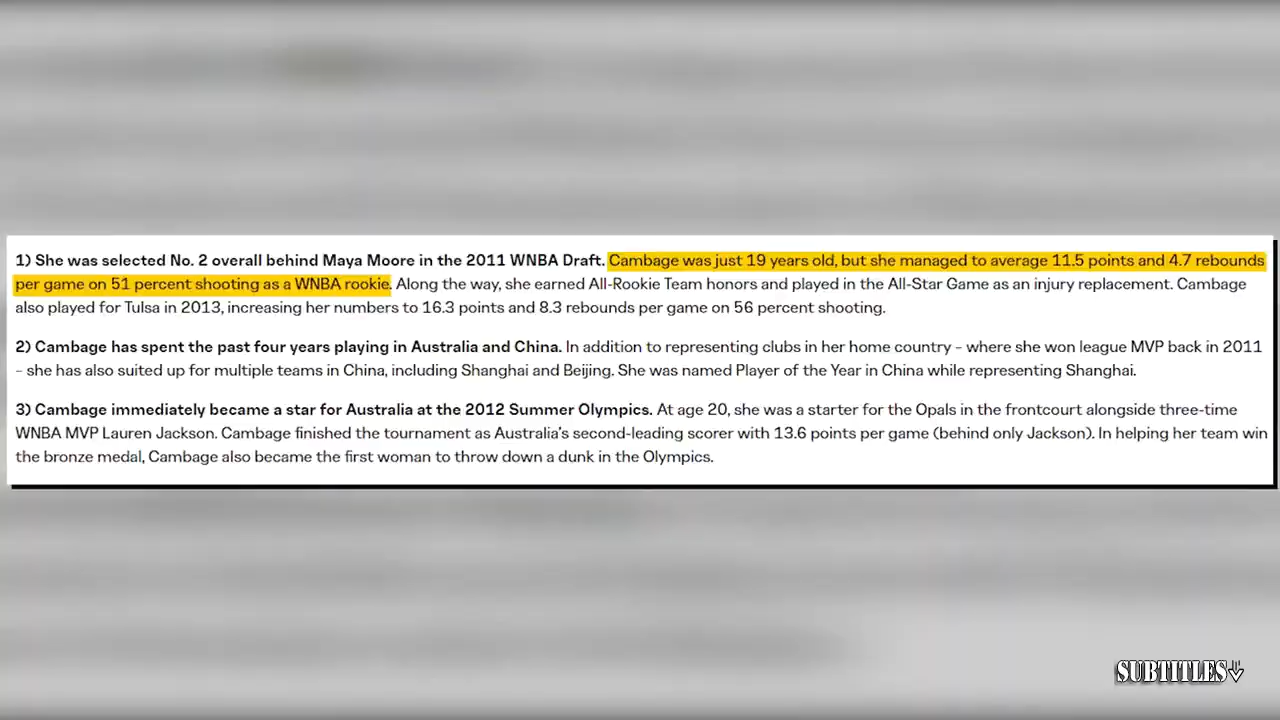 1) She was selected No. 2 overall behind Maya Moore in the 2011 WNBA Draft. Cambage was just 19 years old, but she managed to average 11.5 points and 4.7 rebounds
per game on 51 percent shooting as a WNBA rookie. Along the way, she earned All-Rookie Team honors and played in the All-Star Game as an injury replacement. Cambage
also played for Tulsa in 2013, increasing her numbers to 16.3 points and 8.3 rebounds per game on 56 percent shooting.
2) Cambage has spent the past four years playing in Australia and China. In addition to representing clubs in her home country – where she won league MVP back in 2011
– she has also suited up for multiple teams in China, including Shanghai and Beijing. She was named Player of the Year in China while representing Shanghai.
3) Cambage immediately became a star for Australia at the 2012 Summer Olympics. At age 20, she was a starter for the Opals in the frontcourt alongside three-time
WNBA MVP Lauren Jackson. Cambage finished the tournament as Australia's second-leading scorer with 13.6 points per game (behind only Jackson). In helping her team win
the bronze medal, Cambage also became the first woman to throw down a dunk in the Olympics.
SUBTITLES